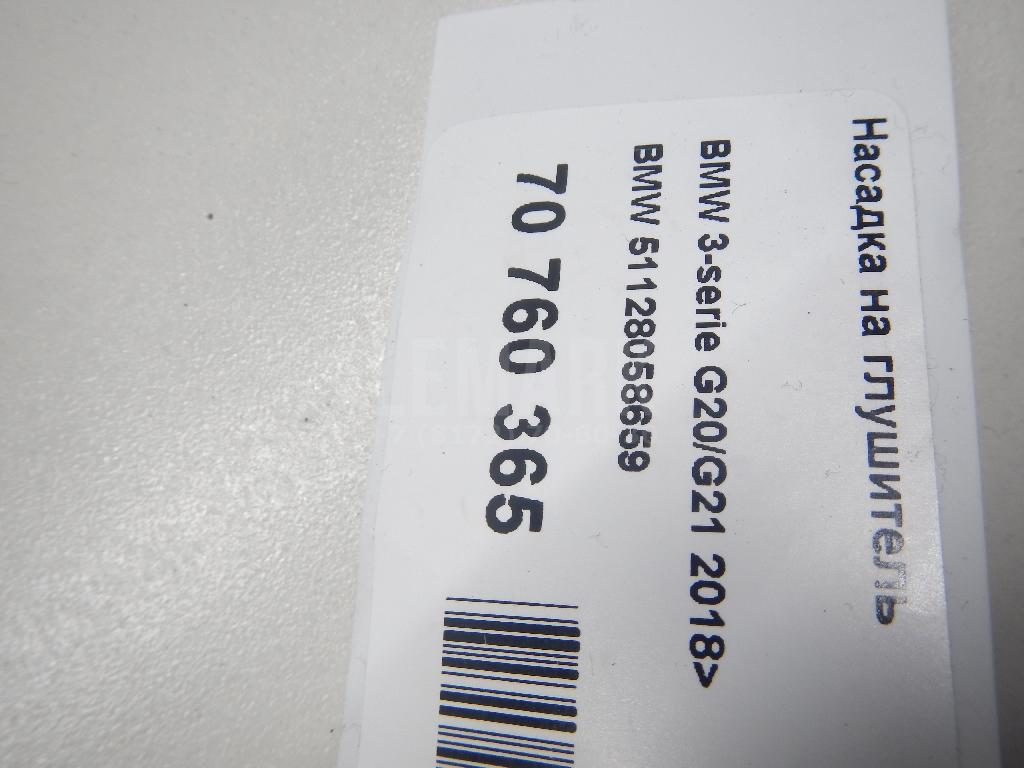 Насадка на глушитель
BMW 3-serie G20/G21 2018>
BMW 51128058659
70 760 365